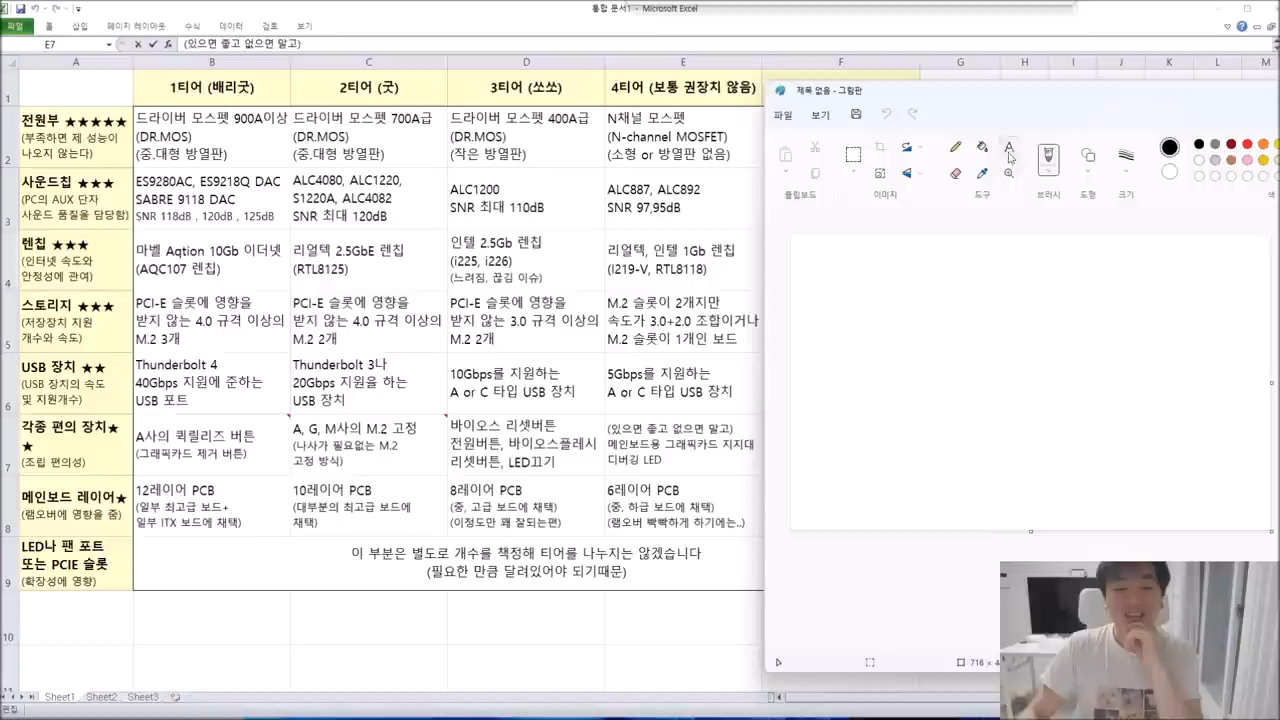 통합 문서1 - Microsoft Excel
파일 홈 삽입 페이지 레이아웃 수식 데이터 검토 보기
E7 fx (있으면 좋고 없으면 말고)
A B C D E F G H I J K L M
1 1티어 (배리굿) 2티어 (굿) 3티어 (쏘쏘) 4티어 (보통 권장치 않음)
전원부 ★★★★★
(부족하면 제 성능이
나오지 않는다)
2
드라이버 모스펫 900A이상
(DR.MOS)
(중.대형 방열판)
드라이버 모스펫 700A급
(DR.MOS)
(중.대형 방열판)
드라이버 모스펫 400A급
(DR.MOS)
(작은 방열판)
N채널 모스펫
(N-channel MOSFET)
(소형 or 방열판 없음)
사운드칩 ★★★
(PC의 AUX 단자
사운드 품질을 담당함)
3
ES9280AC, ES9218Q DAC
SABRE 9118 DAC
SNR 118dB , 120dB , 125dB
ALC4080, ALC1220,
S1220A, ALC4082
SNR 최대 120dB
ALC1200
SNR 최대 110dB
ALC887, ALC892
SNR 97,95dB
렌칩 ★★★
(인터넷 속도와
안정성에 관여)
4
마벨 Aqtion 10Gb 이더넷
(AQC107 렌칩)
리얼텍 2.5GbE 렌칩
(RTL8125)
인텔 2.5Gb 렌칩
(i225, i226)
(느려짐, 끊김 이슈)
리얼텍, 인텔 1Gb 렌칩
(I219-V, RTL8118)
스토리지 ★★★
(저장장치 지원
개수와 속도)
5
PCI-E 슬롯에 영향을
받지 않는 4.0 규격 이상의
M.2 3개
PCI-E 슬롯에 영향을
받지 않는 4.0 규격 이상의
M.2 2개
PCI-E 슬롯에 영향을
받지 않는 3.0 규격 이상의
M.2 2개
M.2 슬롯이 2개지만
속도가 3.0+2.0 조합이거나
M.2 슬롯이 1개인 보드
USB 장치 ★★
(USB 장치의 속도
및 지원개수)
6
Thunderbolt 4
40Gbps 지원에 준하는
USB 포트
Thunderbolt 3나
20Gbps 지원을 하는
USB 장치
10Gbps를 지원하는
A or C 타입 USB 장치
5Gbps를 지원하는
A or C 타입 USB 장치
각종 편의 장치★
★
(조립 편의성)
7
A사의 퀵릴리즈 버튼
(그래픽카드 제거 버튼)
A, G, M사의 M.2 고정
(나사가 필요없는 M.2
고정 방식)
바이오스 리셋버튼
전원버튼, 바이오스플레시
리셋버튼, LED끄기
(있으면 좋고 없으면 말고)
메인보드용 그래픽카드 지지대
디버깅 LED
메인보드 레이어★
(램오버에 영향을 줌)
8
12레이어 PCB
(일부 최고급 보드+
일부 ITX 보드에 채택)
10레이어 PCB
(대부분의 최고급 보드에
채택)
8레이어 PCB
(중, 고급 보드에 채택)
(이정도만 꽤 잘되는편)
6레이어 PCB
(중, 하급 보드에 채택)
(램오버 빡빡하게 하기에는..)
LED나 팬 포트
또는 PCIE 슬롯
(확장성에 영향)
9
이 부분은 별도로 개수를 책정해 티어를 나누지는 않겠습니다
(필요한 만큼 달려있어야 되기때문)
10
11
Sheet1 Sheet2 Sheet3
편집
제목 없음 - 그림판
파일 보기
클립보드 이미지 도구 브러시 도형 크기 색
716 × 4